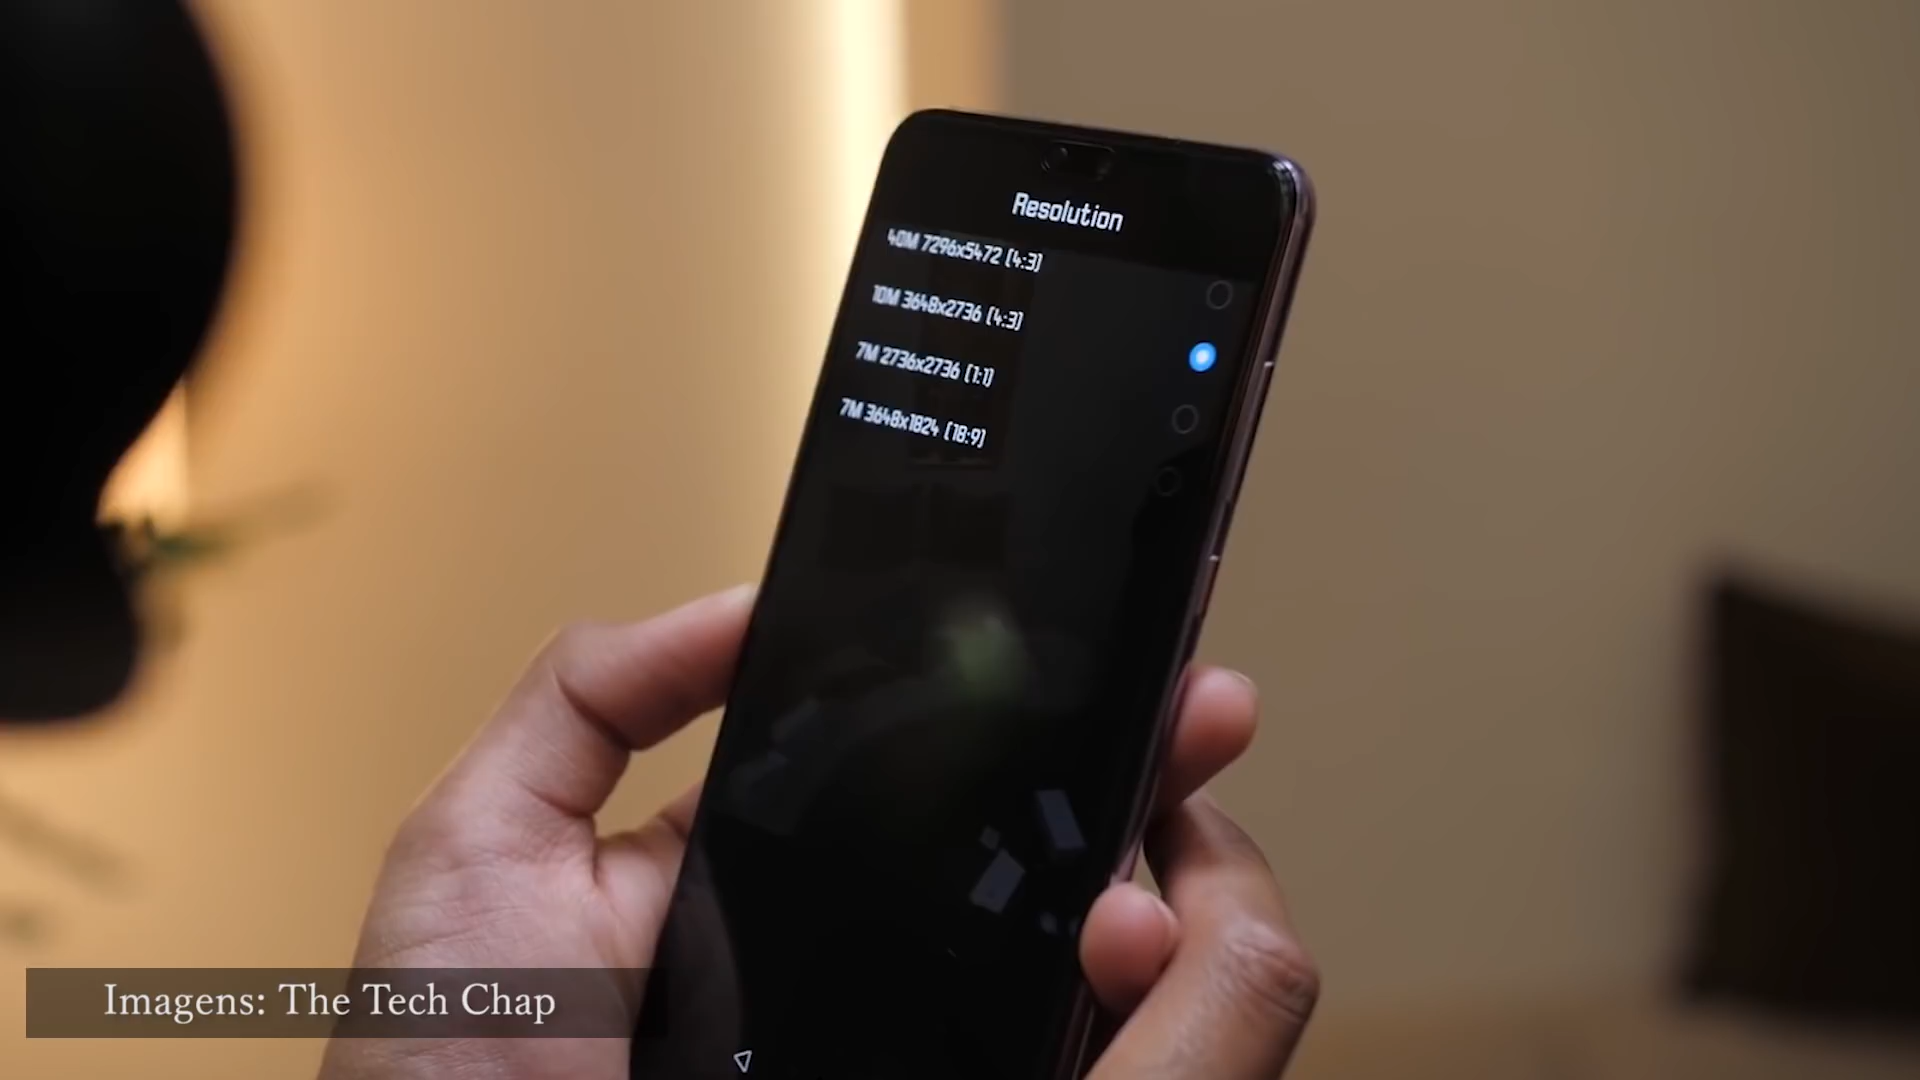 Resolution
40M 7296x5472 (4:3)
10M 3648x2736 (4:3)
7M 2736x2736 (1:1)
7M 3648x1824 (18:9)
Imagens: The Tech Chap